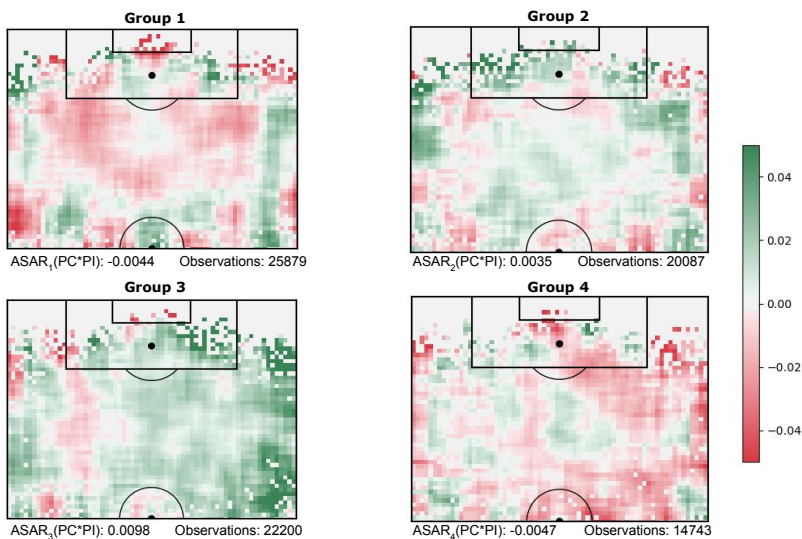 Group 1
Group 2
ASAR1(PC*PI): -0.0044 Observations: 25879
ASAR2(PC*PI): 0.0035 Observations: 20087
Group 3
Group 4
ASAR3(PC*PI): 0.0098 Observations: 22200
ASAR4(PC*PI): -0.0047 Observations: 14743
0.04
0.02
0.00
−0.02
−0.04